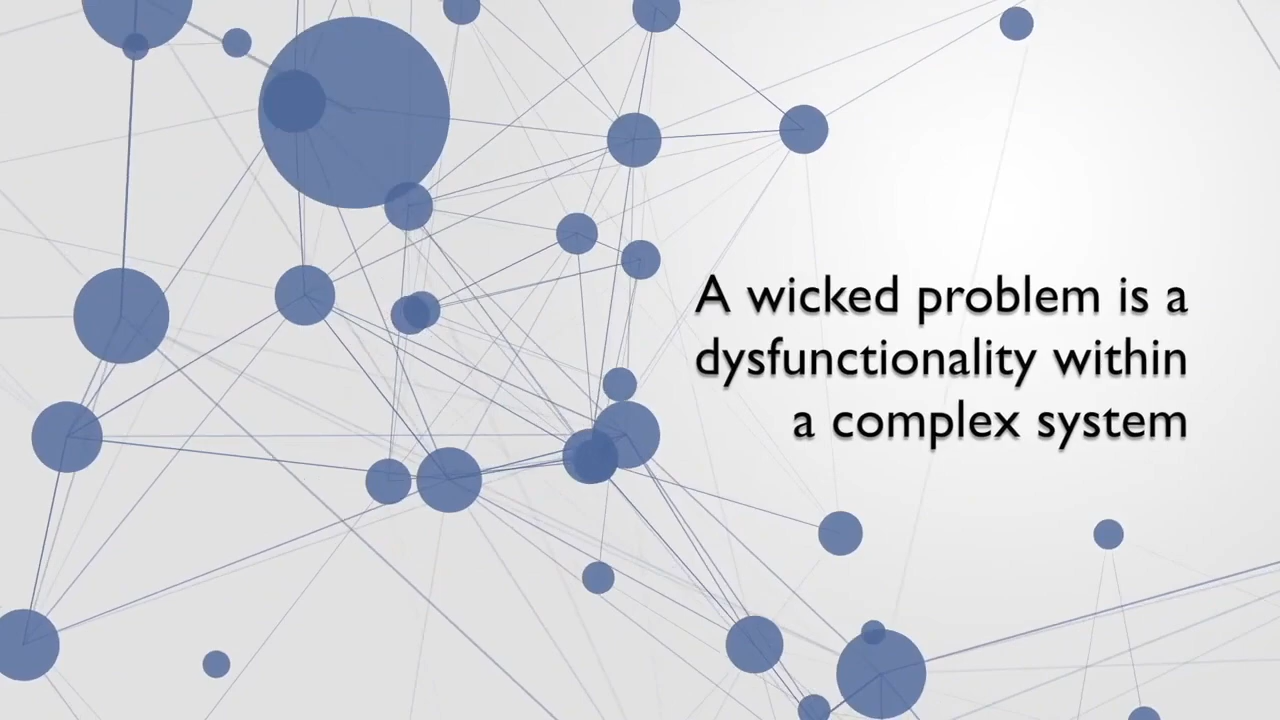 A wicked problem is a
dysfunctionality within
a complex system